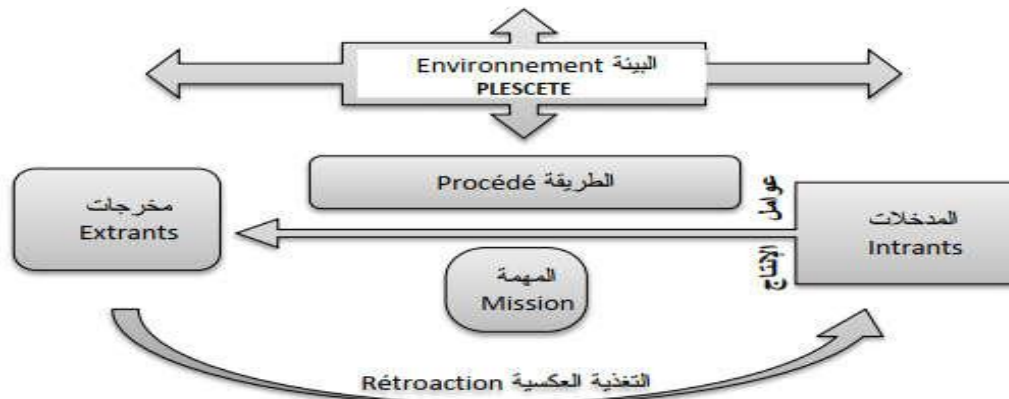 Environnement البيئة
PLESCETE
Procédé الطريقة
عوامل
الإنتاج
المدخلات
Intrants
مخرجات
Extrants
المهمة
Mission
Rétroaction التغذية العكسية